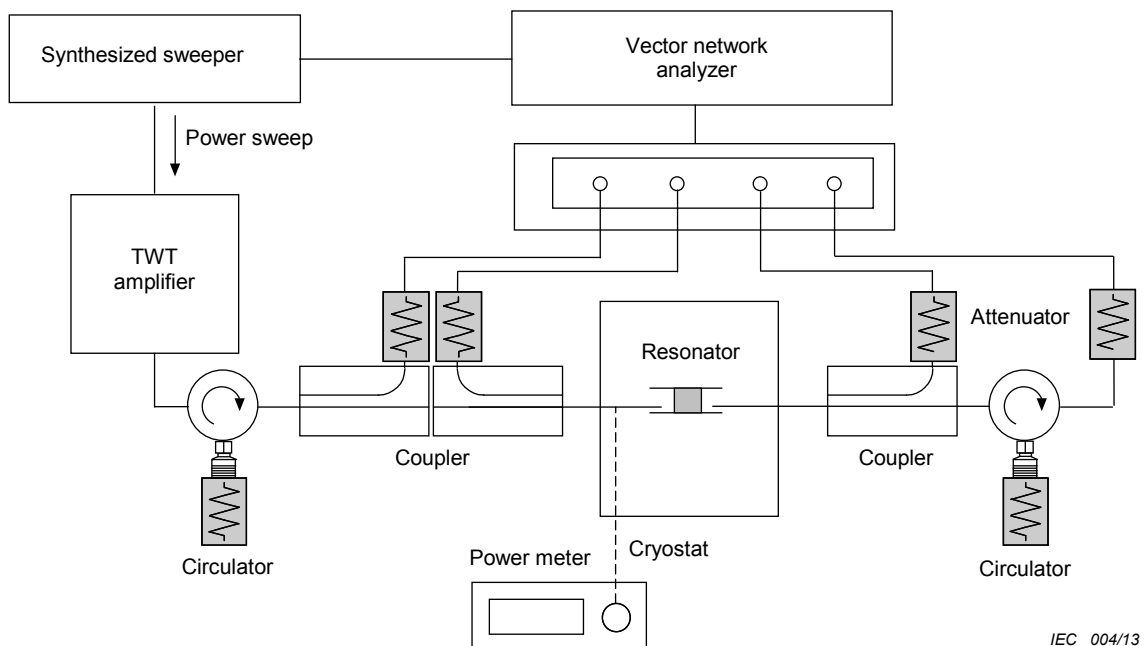 Synthesized sweeper
Vector network
analyzer
Power sweep
TWT
amplifier
Resonator
Attenuator
Coupler
Coupler
Circulator
Power meter
Cryostat
Circulator
IEC 004/13